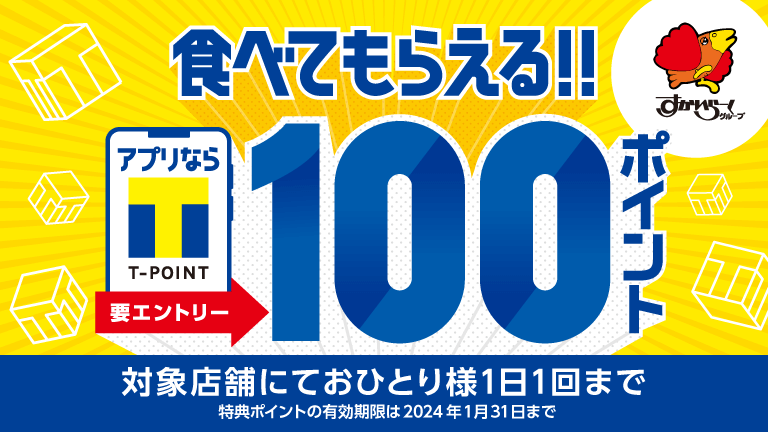 食べてもらえる!!
すかいらーく
グループ
アプリなら
T-POINT
要エントリー
100
ポイント
対象店舗にておひとり様1日1回まで
特典ポイントの有効期限は2024年1月31日まで